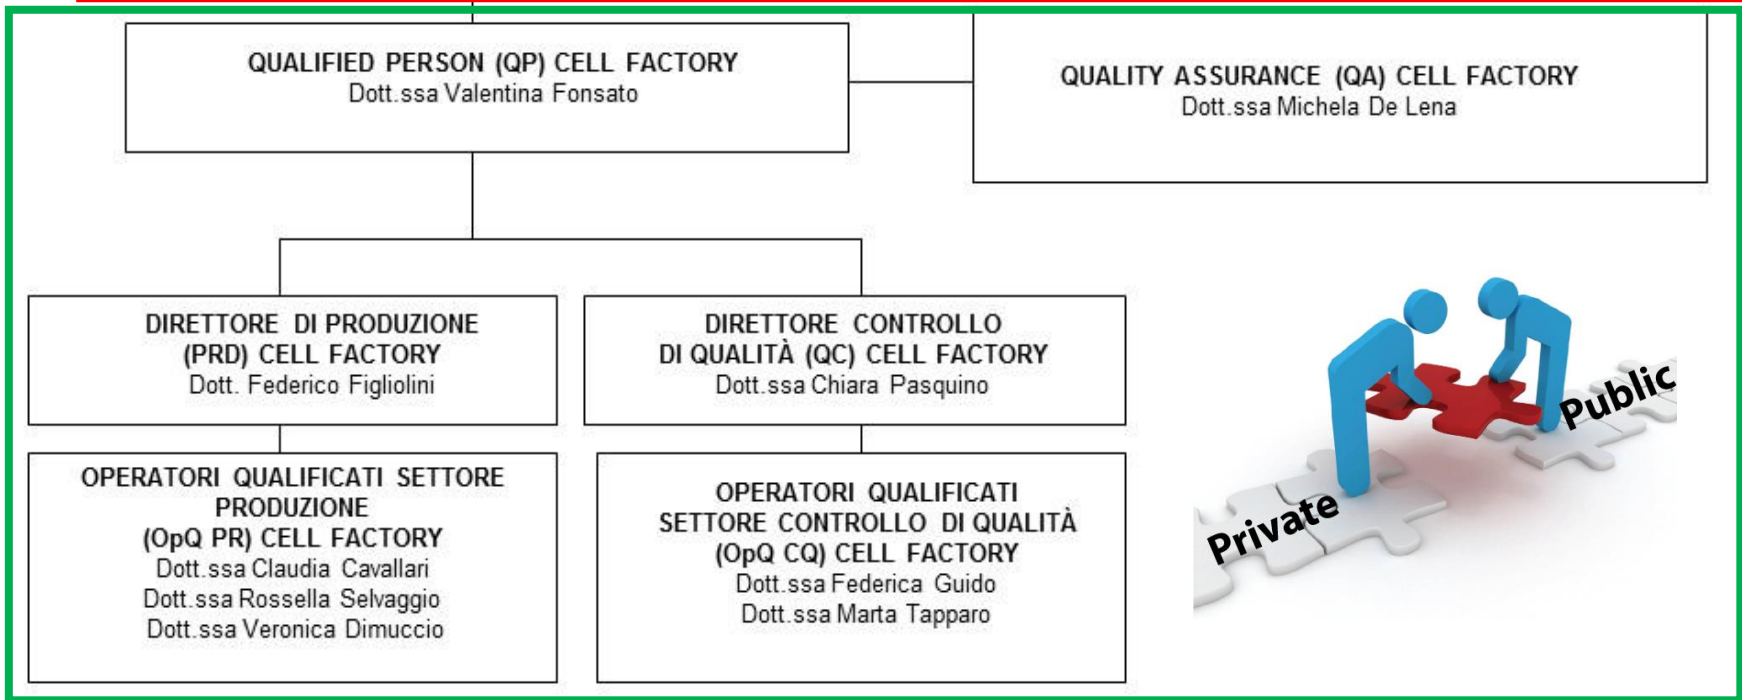 QUALIFIED PERSON (QP) CELL FACTORY
Dott.ssa Valentina Fonsato
QUALITY ASSURANCE (QA) CELL FACTORY
Dott.ssa Michela De Lena
DIRETTORE DI PRODUZIONE
(PRD) CELL FACTORY
Dott. Federico Figliolini
DIRETTORE CONTROLLO
DI QUALITÀ (QC) CELL FACTORY
Dott.ssa Chiara Pasquino
OPERATORI QUALIFICATI SETTORE
PRODUZIONE
(OpQ PR) CELL FACTORY
Dott.ssa Claudia Cavallari
Dott.ssa Rossella Selvaggio
Dott.ssa Veronica Dimuccio
OPERATORI QUALIFICATI
SETTORE CONTROLLO DI QUALITÀ
(OpQ CQ) CELL FACTORY
Dott.ssa Federica Guido
Dott.ssa Marta Tapparo
Private
Public